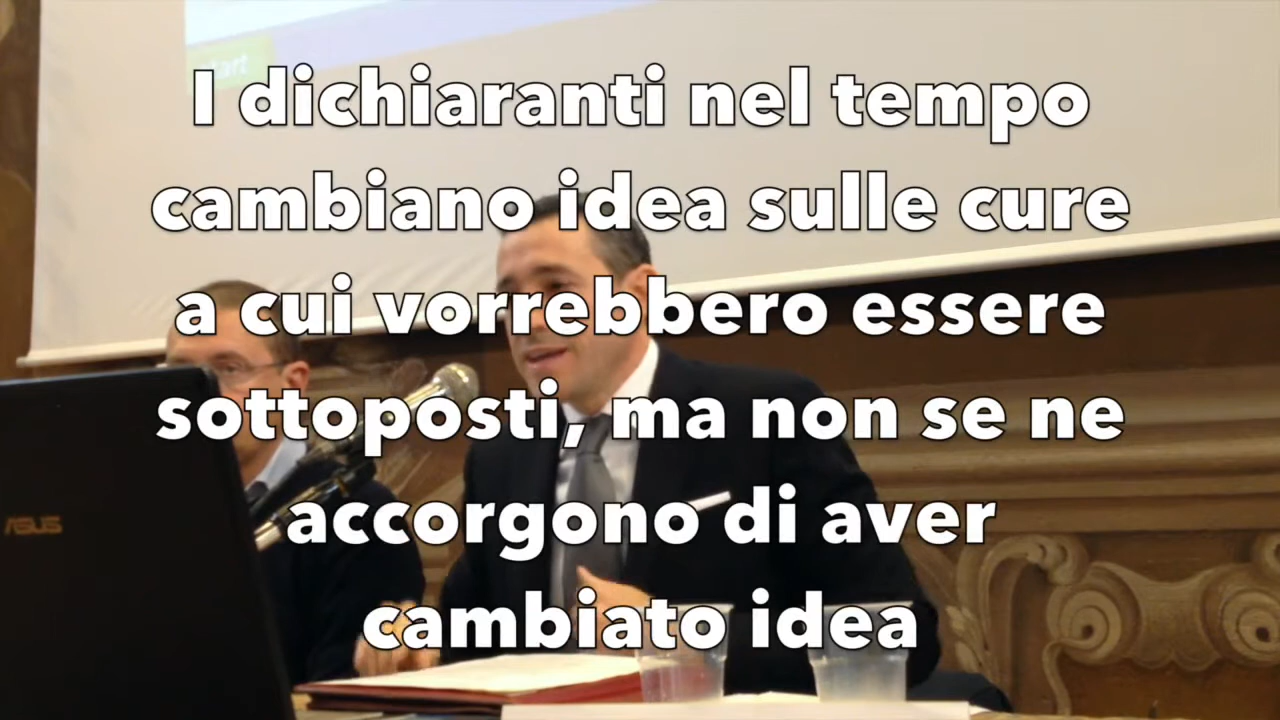 I dichiaranti nel tempo
cambiano idea sulle cure
a cui vorrebbero essere
sottoposti, ma non se ne
accorgono di aver
cambiato idea
ASUS